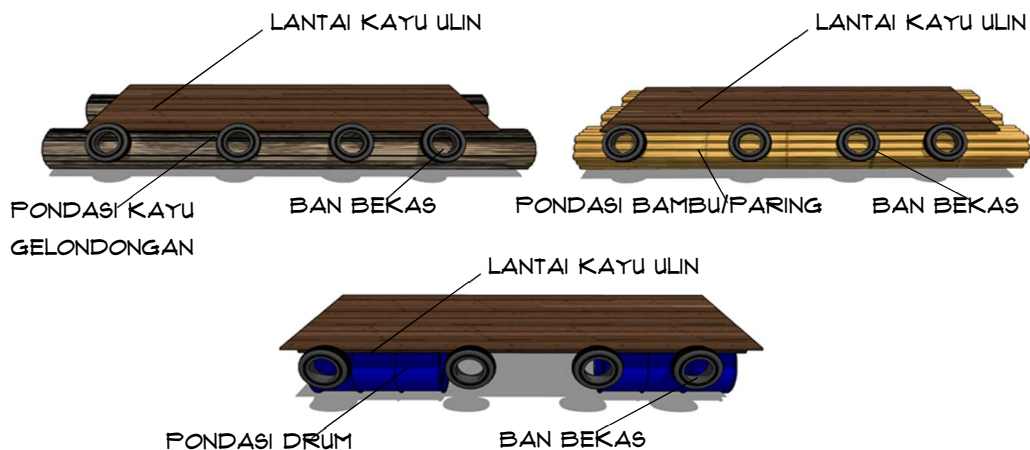 LANTAI KAYU ULIN
LANTAI KAYU ULIN
PONDASI KAYU
GELONDONGAN
BAN BEKAS
PONDASI BAMBU/PARING
BAN BEKAS
LANTAI KAYU ULIN
PONDASI DRUM
BAN BEKAS